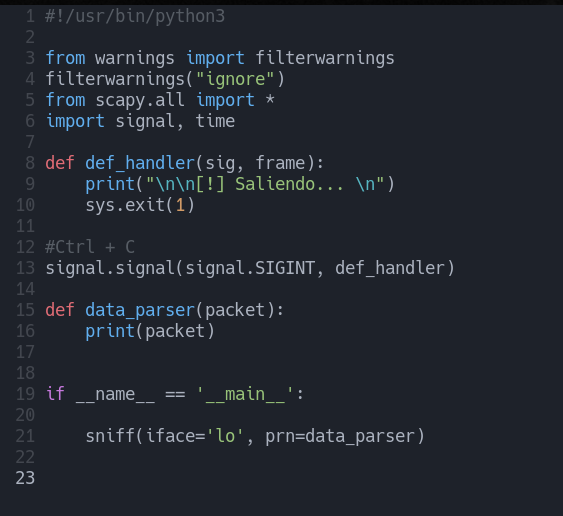 1 #!/usr/bin/python3
2
3 from warnings import filterwarnings
4 filterwarnings("ignore")
5 from scapy.all import *
6 import signal, time
7
8 def def_handler(sig, frame):
9     print("\n\n[!] Saliendo... \n")
10     sys.exit(1)
11
12 #Ctrl + C
13 signal.signal(signal.SIGINT, def_handler)
14
15 def data_parser(packet):
16     print(packet)
17
18
19 if __name__ == '__main__':
20
21     sniff(iface='lo', prn=data_parser)
22
23